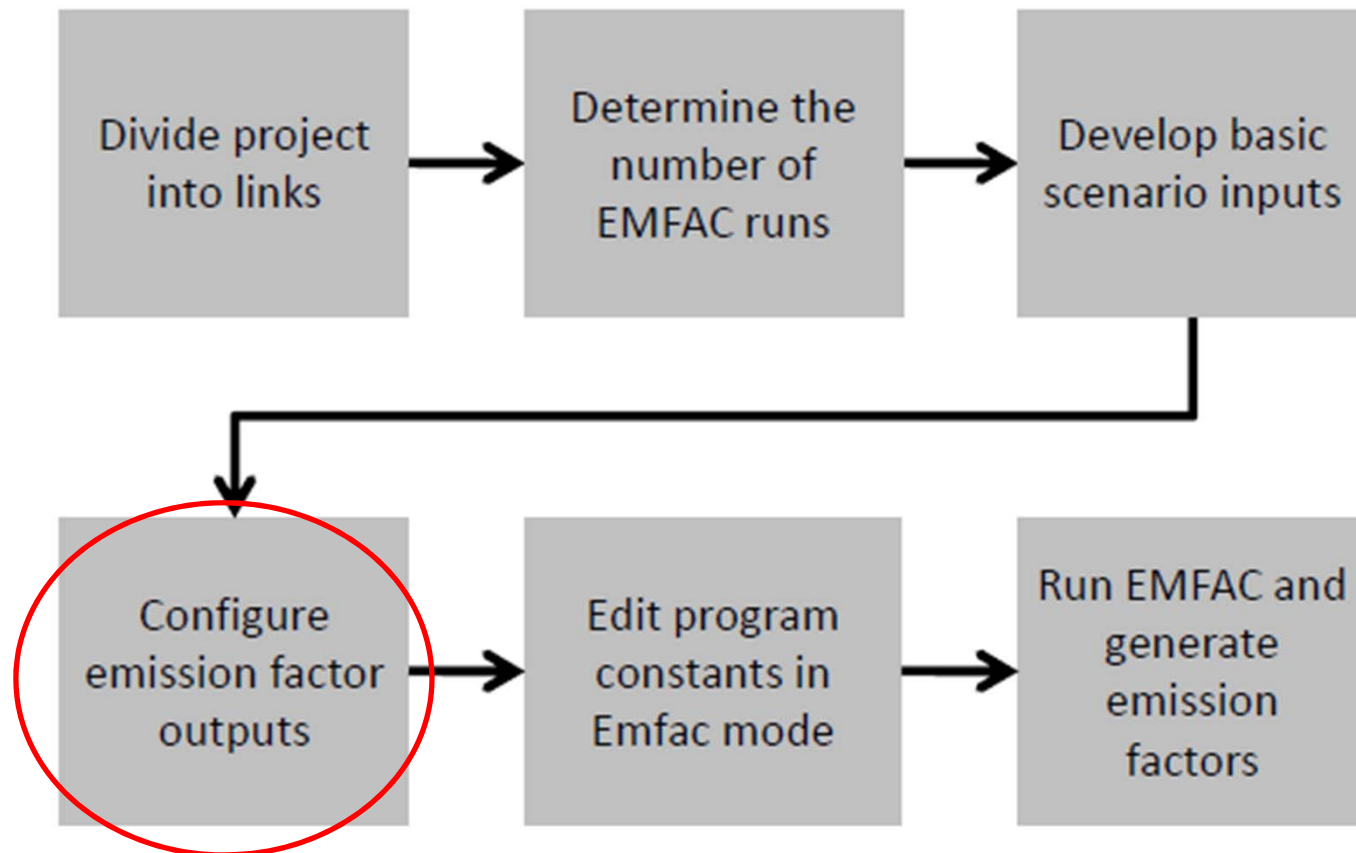 Divide project
into links
Determine the
number of
EMFAC runs
Develop basic
scenario inputs
Configure
emission factor
outputs
Edit program
constants in
Emfac mode
Run EMFAC and
generate
emission
factors